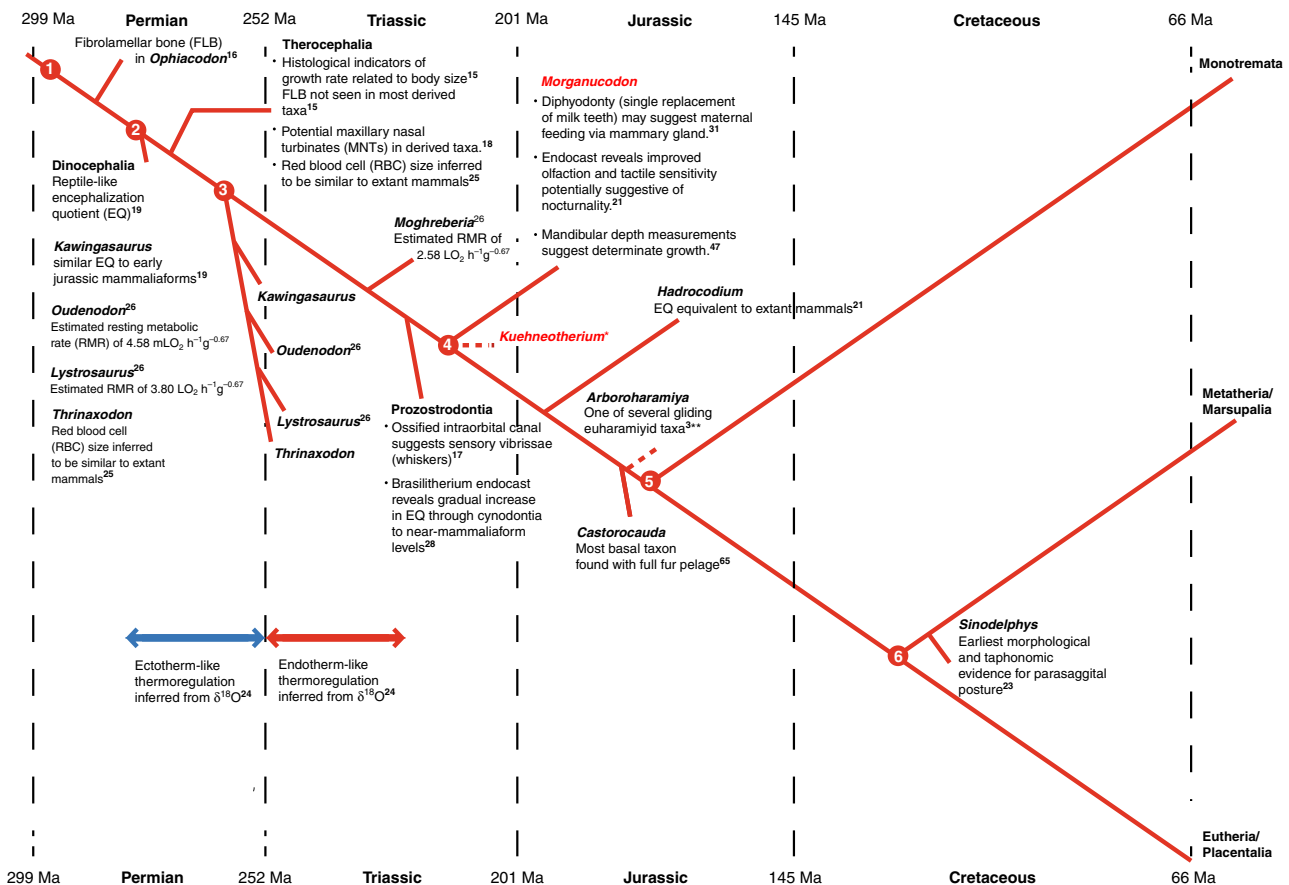 299 Ma
Permian
252 Ma
Triassic
201 Ma
Jurassic
145 Ma
Cretaceous
66 Ma
Fibrolamellar bone (FLB)
in Ophiacodon16
1
2
3
Dinocephalia
Reptile-like
encephalization
quotient (EQ)19
Therocephalia
· Histological indicators of
growth rate related to body size15
FLB not seen in most derived
taxa15
· Potential maxillary nasal
turbinates (MNTs) in derived taxa.18
· Red blood cell (RBC) size inferred
to be similar to extant mammals25
Morganucodon
· Diphyodonty (single replacement
of milk teeth) may suggest maternal
feeding via mammary gland.31
· Endocast reveals improved
olfaction and tactile sensitivity
potentially suggestive of
nocturnality.21
· Mandibular depth measurements
suggest determinate growth.47
Monotremata
Kawingasaurus
similar EQ to early
jurassic mammaliaforms19
Oudenodon26
Estimated resting metabolic
rate (RMR) of 4.58 mLO2 h−1g−0.67
Lystrosaurus26
Estimated RMR of 3.80 LO2 h−1g−0.67
Thrinaxodon
Red blood cell
(RBC) size inferred
to be similar to extant
mammals25
Kawingasaurus
Oudenodon26
Lystrosaurus26
Thrinaxodon
Moghreberia26
Estimated RMR of
2.58 LO2 h−1g−0.67
4
Kuehneotherium*
Prozostrodontia
· Ossified intraorbital canal
suggests sensory vibrissae
(whiskers)17
· Brasilitherium endocast
reveals gradual increase
in EQ through cynodontia
to near-mammaliaform
levels28
Hadrocodium
EQ equivalent to extant mammals21
Arboroharamiya
One of several gliding
euharamiyid taxa3**
5
Castorocauda
Most basal taxon
found with full fur pelage65
Metatheria/
Marsupalia
6
Sinodelphys
Earliest morphological
and taphonomic
evidence for parasaggital
posture23
Ectotherm-like
thermoregulation
inferred from δ18O24
Endotherm-like
thermoregulation
inferred from δ18O24
Eutheria/
Placentalia
299 Ma
Permian
252 Ma
Triassic
201 Ma
Jurassic
145 Ma
Cretaceous
66 Ma